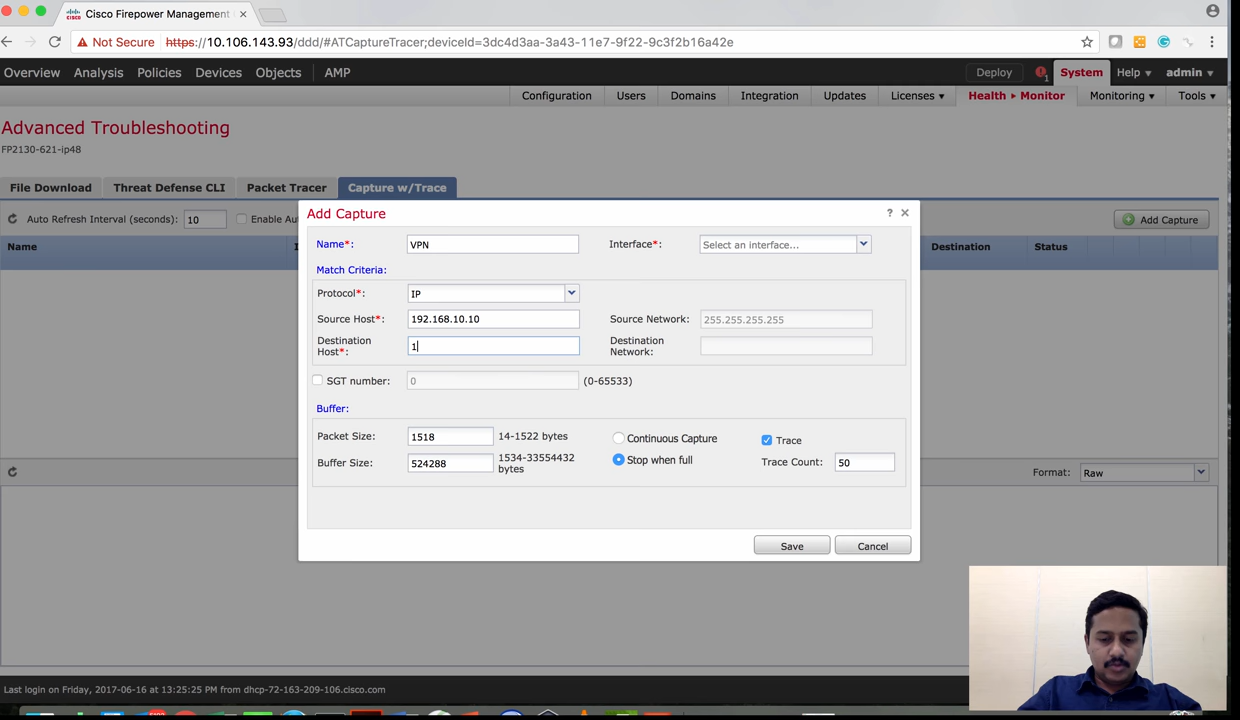 Cisco Firepower Management
Not Secure https://10.106.143.93/ddd/#ATCaptureTracer;deviceId=3dc4d3aa-3a43-11e7-9f22-9c3f2b16a42e
Overview Analysis Policies Devices Objects AMP Deploy 1 System Help admin
Configuration Users Domains Integration Updates Licenses Health Monitor Monitoring Tools
Advanced Troubleshooting
FP2130-621-ip48
File Download Threat Defense CLI Packet Tracer Capture w/Trace
Auto Refresh Interval (seconds): 10 Add Capture
Name Destination Status
Add Capture ?
Name*: VPN Interface*: Select an interface...
Match Criteria:
Protocol*: IP
Source Host*: 192.168.10.10 Source Network: 255.255.255.255
Destination Host*: 1 Destination Network:
SGT number: 0 (0-65533)
Buffer:
Packet Size: 1518 14-1522 bytes Continuous Capture Trace
Buffer Size: 524288 1534-33554432 bytes Stop when full Trace Count: 50
Format: Raw
Save Cancel
Last login on Friday, 2017-06-16 at 13:25:25 PM from dhcp-72-163-209-106.cisco.com